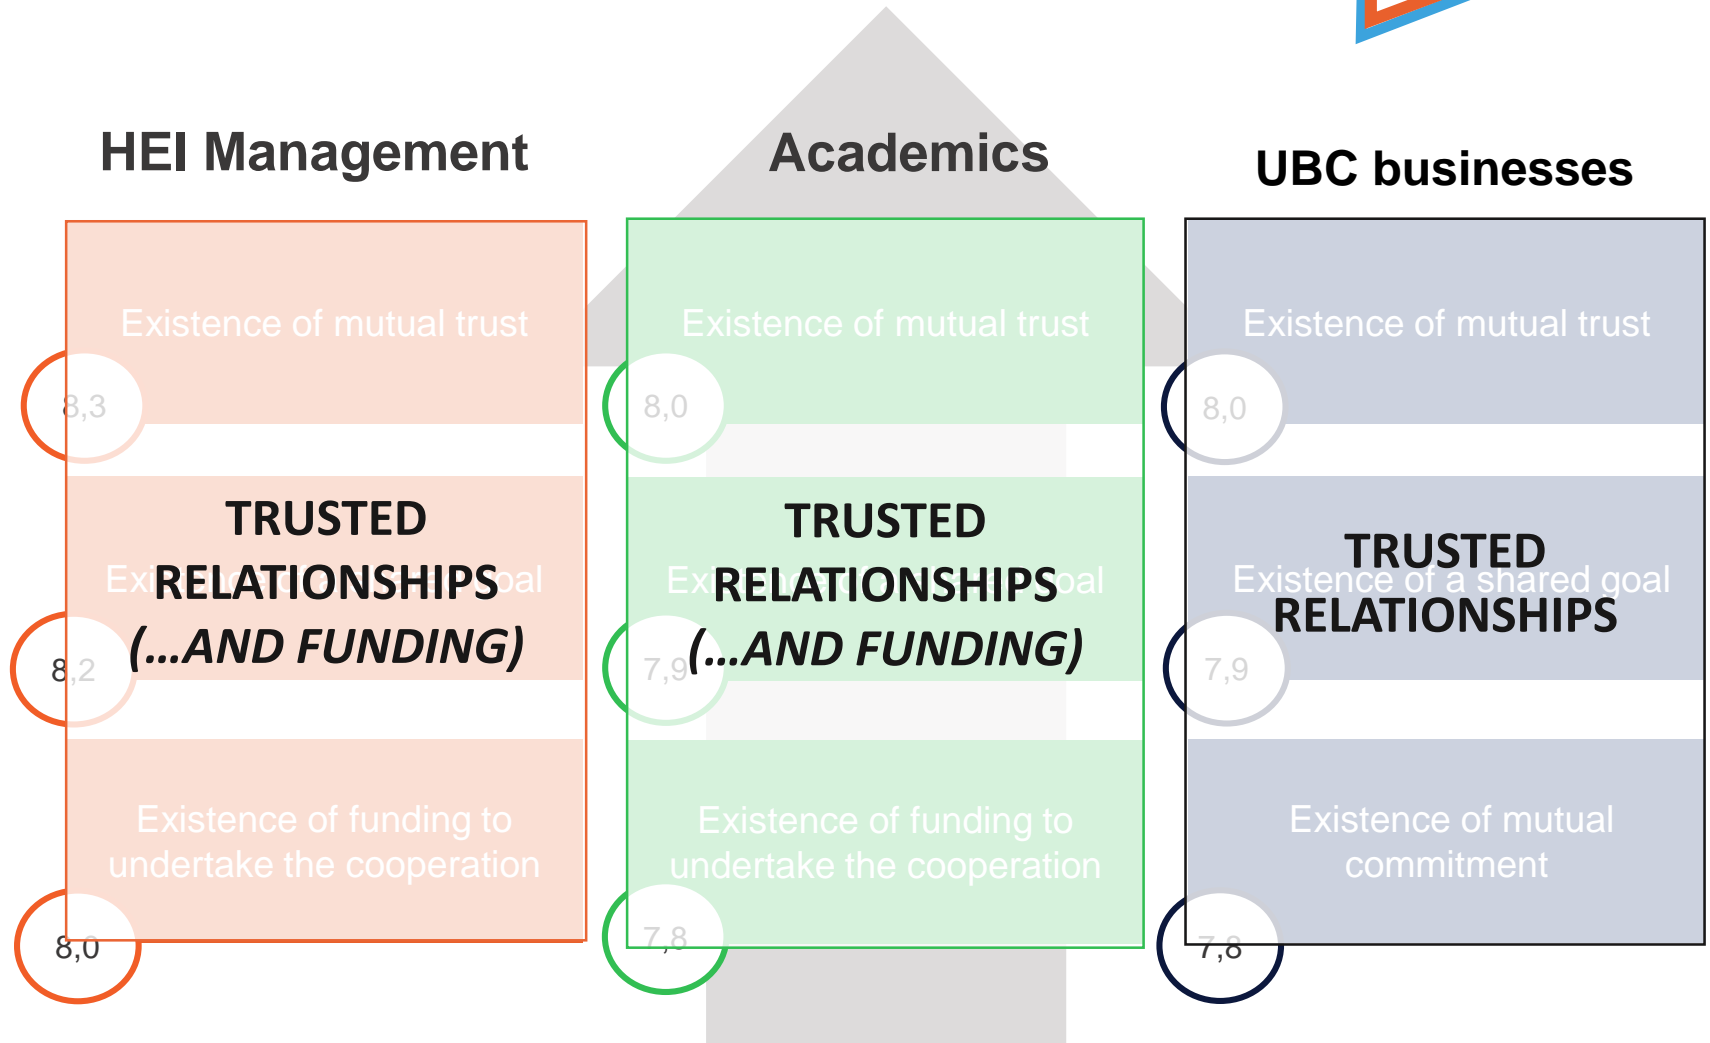 HEI Management
Existence of mutual trust
8,3
TRUSTED
RELATIONSHIPS
(...AND FUNDING)
8,2
Existence of funding to
undertake the cooperation
8,0
Academics
Existence of mutual trust
8,0
TRUSTED
RELATIONSHIPS
(...AND FUNDING)
7,9
Existence of funding to
undertake the cooperation
7,8
UBC businesses
Existence of mutual trust
8,0
Existence of a shared goal
TRUSTED
RELATIONSHIPS
7,9
Existence of mutual
commitment
7,8